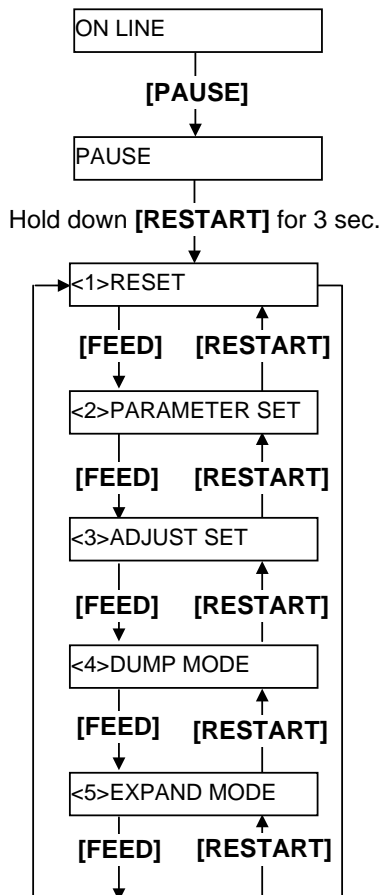 ON LINE
[PAUSE]
PAUSE
Hold down [RESTART] for 3 sec.
<1>RESET
[FEED] [RESTART]
<2>PARAMETER SET
[FEED] [RESTART]
<3>ADJUST SET
[FEED] [RESTART]
<4>DUMP MODE
[FEED] [RESTART]
<5>EXPAND MODE
[FEED] [RESTART]